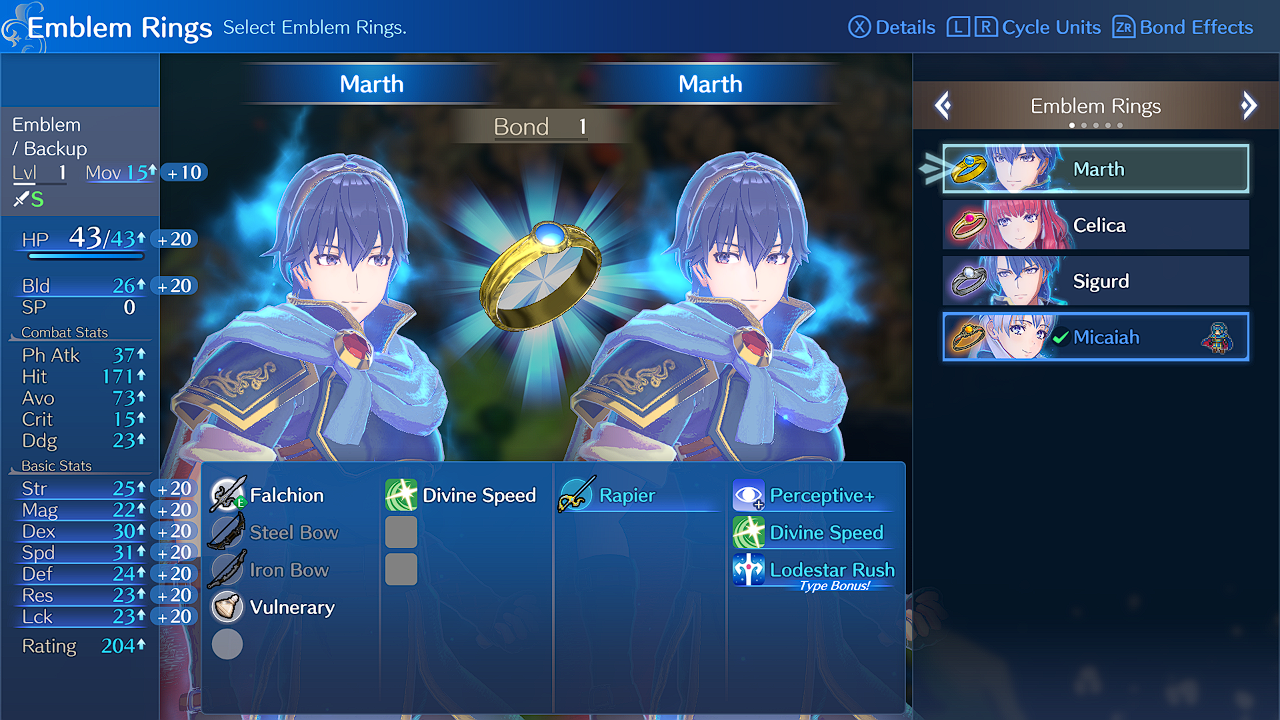 Emblem Rings Select Emblem Rings.
X Details L R Cycle Units ZR Bond Effects
Emblem
/ Backup
Lvl 1 Mov 15 +10
S
HP 43/43 +20
Bld 26 +20
SP 0
Combat Stats
Ph Atk 37
Hit 171
Avo 73
Crit 15
Ddg 23
Basic Stats
Str 25 +20
Mag 22 +20
Dex 30 +20
Spd 31 +20
Def 24 +20
Res 23 +20
Lck 23 +20
Rating 204
Marth
Marth
Bond 1
E Falchion
Steel Bow
Iron Bow
Vulnerary
Divine Speed
Rapier
Perceptive+
Divine Speed
Lodestar Rush
Type Bonus!
Emblem Rings
Marth
Celica
Sigurd
Micaiah